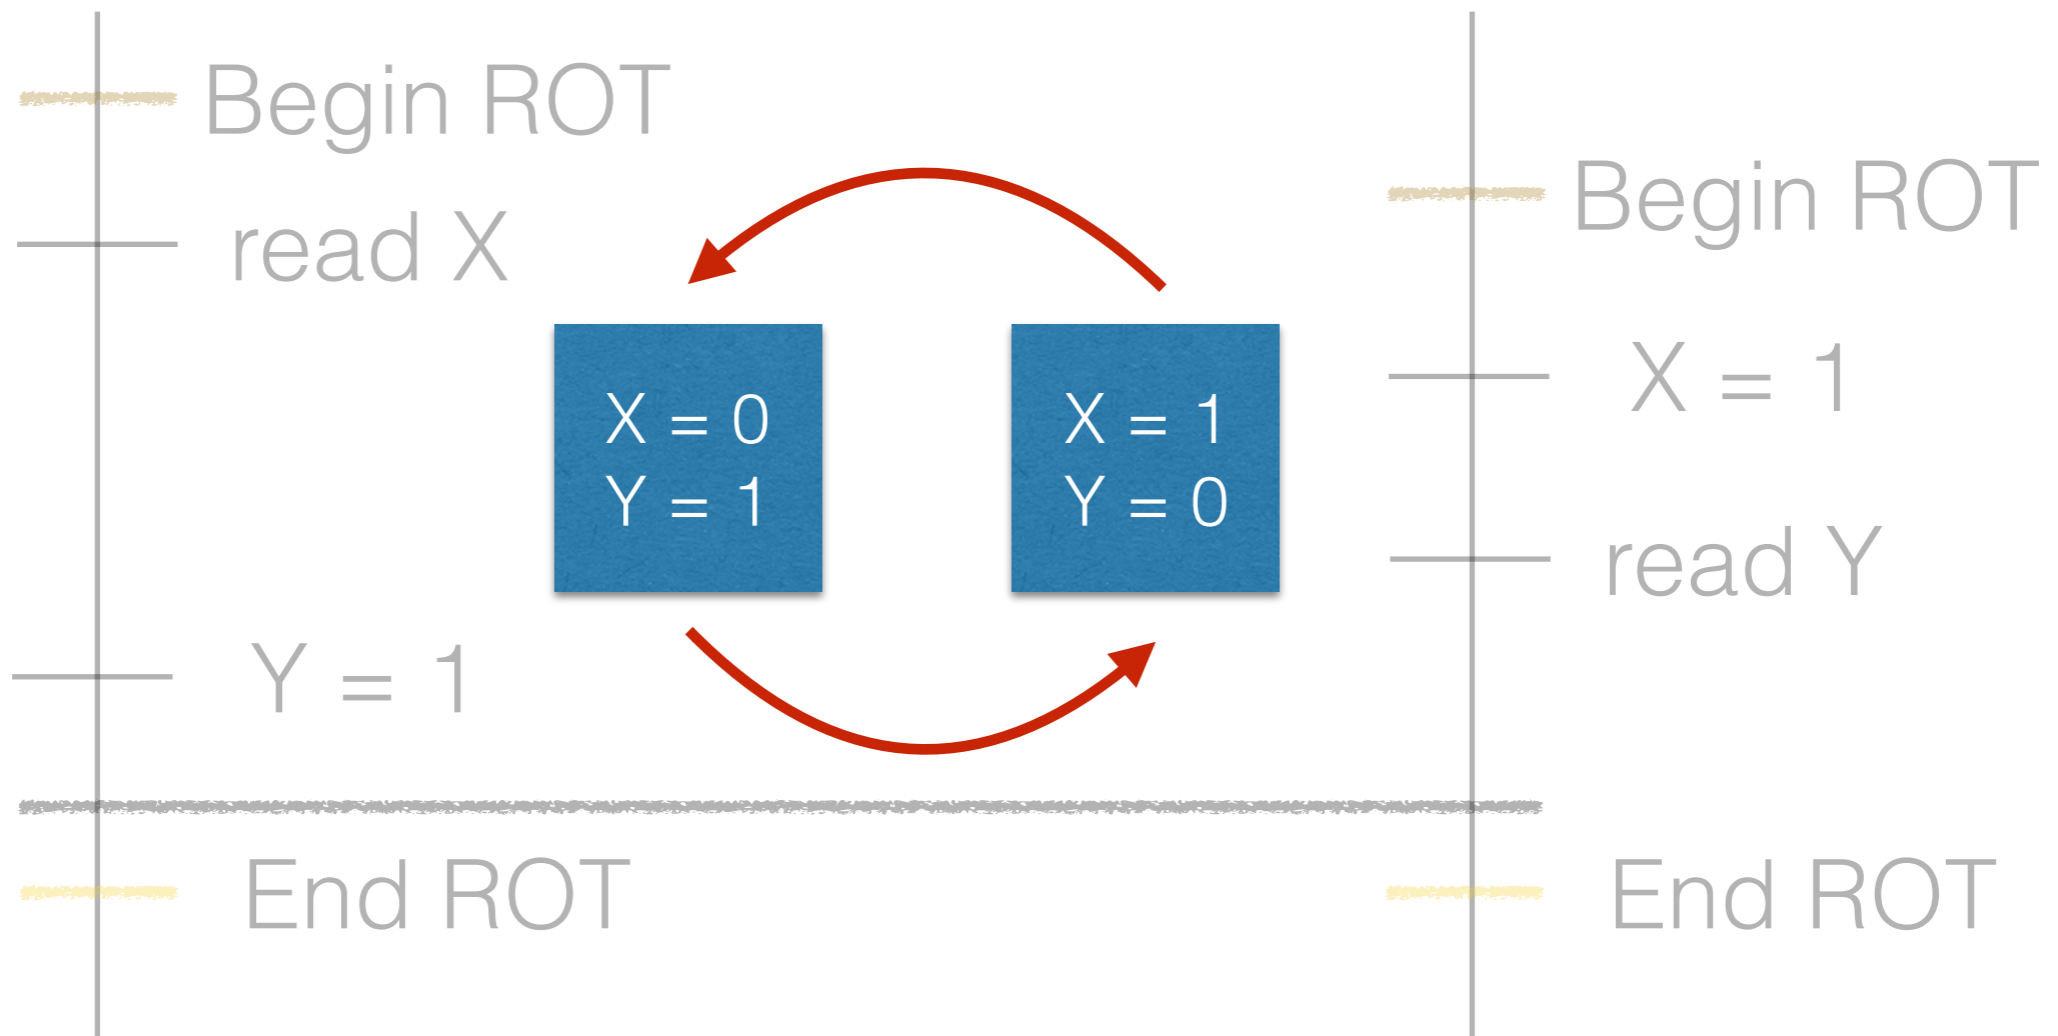 Begin ROT
read X
Y = 1
End ROT
X = 0
Y = 1
X = 1
Y = 0
Begin ROT
X = 1
read Y
End ROT